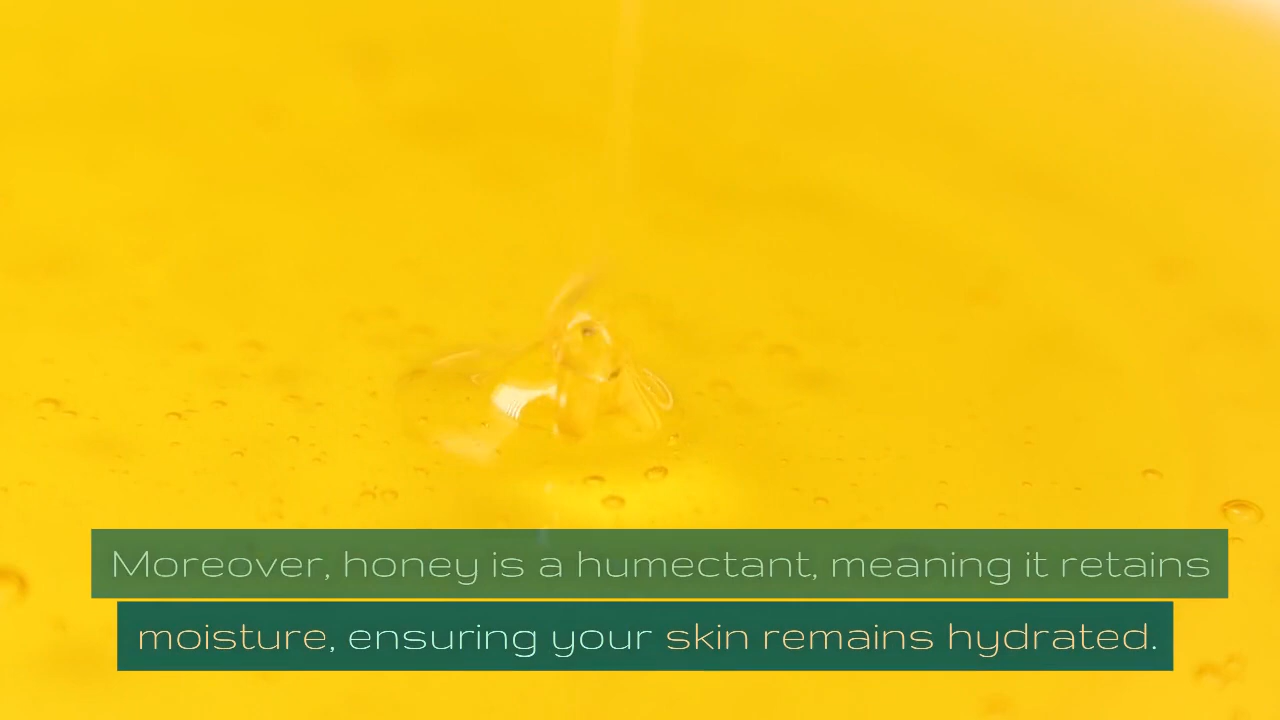 Moreover, honey is a humectant, meaning it retains
moisture, ensuring your skin remains hydrated.